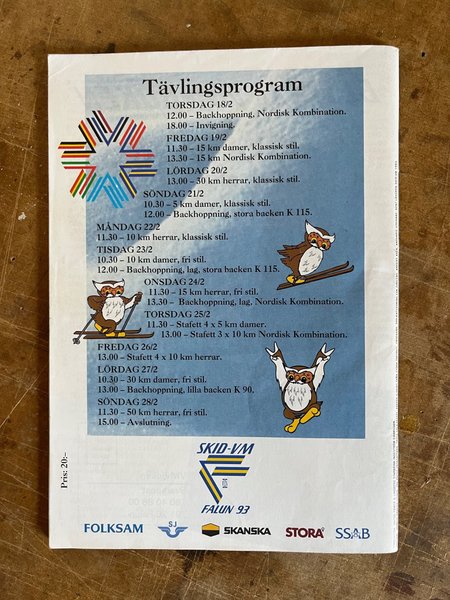 Tävlingsprogram
TORSDAG 18/2
12.00 – Backhoppning, Nordisk Kombination.
18.00 – Invigning.
FREDAG 19/2
11.30 – 15 km damer, klassisk stil.
13.30 – 15 km Nordisk Kombination.
LÖRDAG 20/2
13.00 – 30 km herrar, klassisk stil.
SÖNDAG 21/2
10.30 – 5 km damer, klassisk stil.
12.00 – Backhoppning, stora backen K 115.
MÅNDAG 22/2
11.30 – 10 km herrar, klassisk stil.
TISDAG 23/2
10.30 – 10 km damer, fri stil.
12.00 – Backhoppning, lag, stora backen K 115.
ONSDAG 24/2
11.30 – 15 km herrar, fri stil.
13.30 – Backhoppning, lag, Nordisk Kombination.
TORSDAG 25/2
11.30 – Stafett 4 x 5 km damer.
13.00 – Stafett 3 x 10 km Nordisk Kombination.
FREDAG 26/2
13.00 – Stafett 4 x 10 km herrar.
LÖRDAG 27/2
10.30 – 30 km damer, fri stil.
13.00 – Backhoppning, lilla backen K 90.
SÖNDAG 28/2
11.30 – 50 km herrar, fri stil.
15.00 – Avslutning.
Pris: 20:–
SKID-VM
FALUN 93
FOLKSAM
SJ
SKANSKA
STORA
SSAB